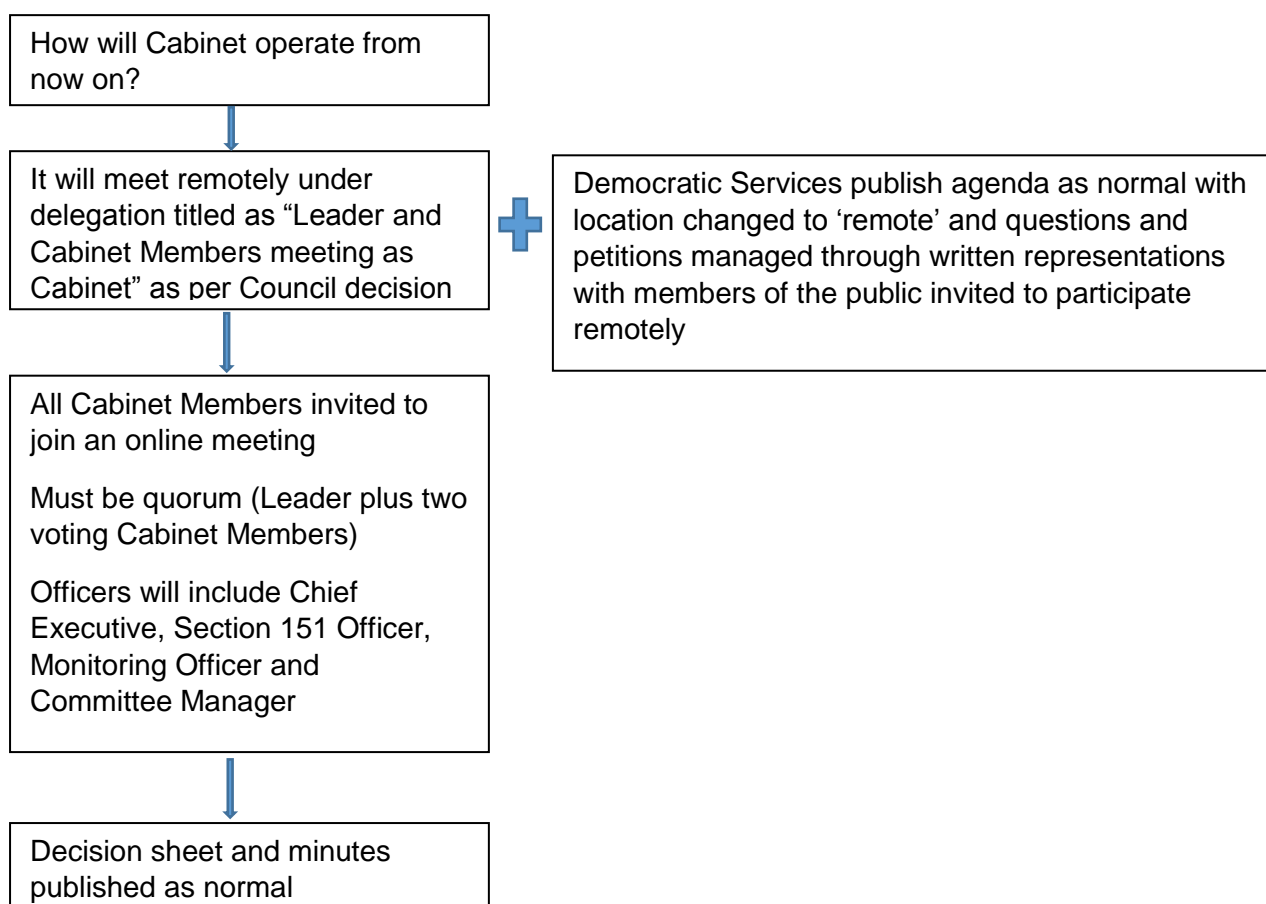 How will Cabinet operate from
now on?
It will meet remotely under
delegation titled as “Leader and
Cabinet Members meeting as
Cabinet” as per Council decision
Democratic Services publish agenda as normal with
location changed to ‘remote’ and questions and
petitions managed through written representations
with members of the public invited to participate
remotely
All Cabinet Members invited to
join an online meeting
Must be quorum (Leader plus two
voting Cabinet Members)
Officers will include Chief
Executive, Section 151 Officer,
Monitoring Officer and
Committee Manager
Decision sheet and minutes
published as normal